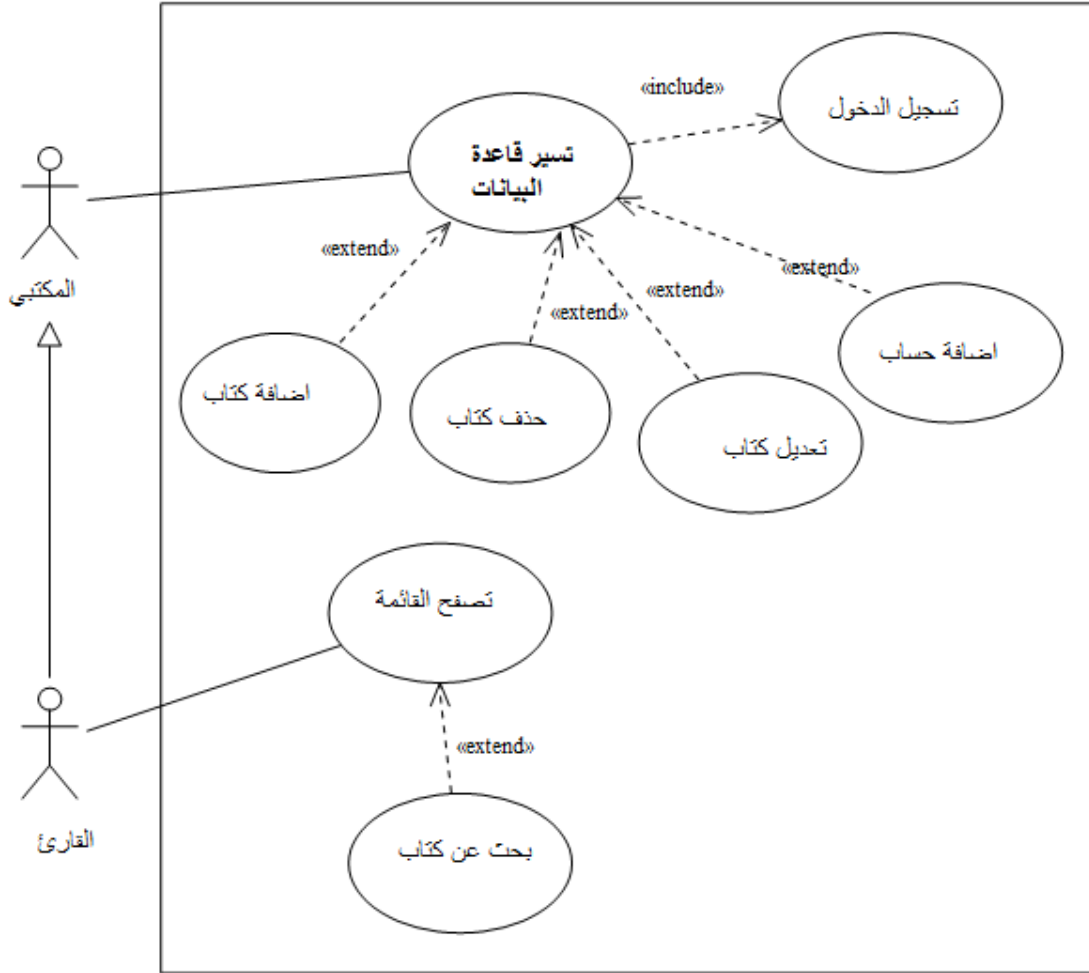 تسجيل الدخول
«include»
تسير قاعدة
البيانات
المكتبي
«extend»
«extend»
«extend»
«extend»
اضافة حساب
اضافة كتاب
حذف كتاب
تعديل كتاب
تصفح القائمة
«extend»
القارئ
بحث عن كتاب